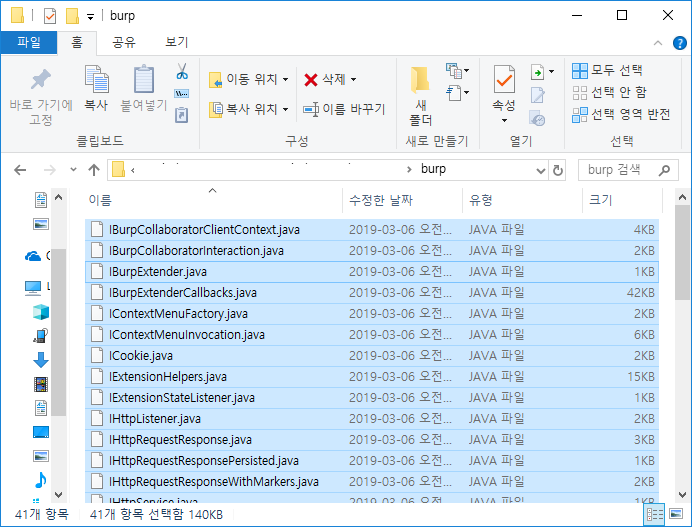 burp
파일 홈 공유 보기
바로 가기에 고정
복사
붙여넣기
클립보드
이동 위치
복사 위치
삭제
이름 바꾸기
구성
새 폴더
새로 만들기
속성
열기
모두 선택
선택 안 함
선택 영역 반전
선택
burp
burp 검색
이름 수정한 날짜 유형 크기
IBurpCollaboratorClientContext.java 2019-03-06 오전... JAVA 파일 4KB
IBurpCollaboratorInteraction.java 2019-03-06 오전... JAVA 파일 2KB
IBurpExtender.java 2019-03-06 오전... JAVA 파일 1KB
IBurpExtenderCallbacks.java 2019-03-06 오전... JAVA 파일 42KB
IContextMenuFactory.java 2019-03-06 오전... JAVA 파일 2KB
IContextMenuInvocation.java 2019-03-06 오전... JAVA 파일 6KB
ICookie.java 2019-03-06 오전... JAVA 파일 2KB
IExtensionHelpers.java 2019-03-06 오전... JAVA 파일 15KB
IExtensionStateListener.java 2019-03-06 오전... JAVA 파일 1KB
IHttpListener.java 2019-03-06 오전... JAVA 파일 2KB
IHttpRequestResponse.java 2019-03-06 오전... JAVA 파일 3KB
IHttpRequestResponsePersisted.java 2019-03-06 오전... JAVA 파일 1KB
IHttpRequestResponseWithMarkers.java 2019-03-06 오전... JAVA 파일 2KB
IHttpService.java 2019-03-06 오전... JAVA 파일 1KB
41개 항목 41개 항목 선택함 140KB